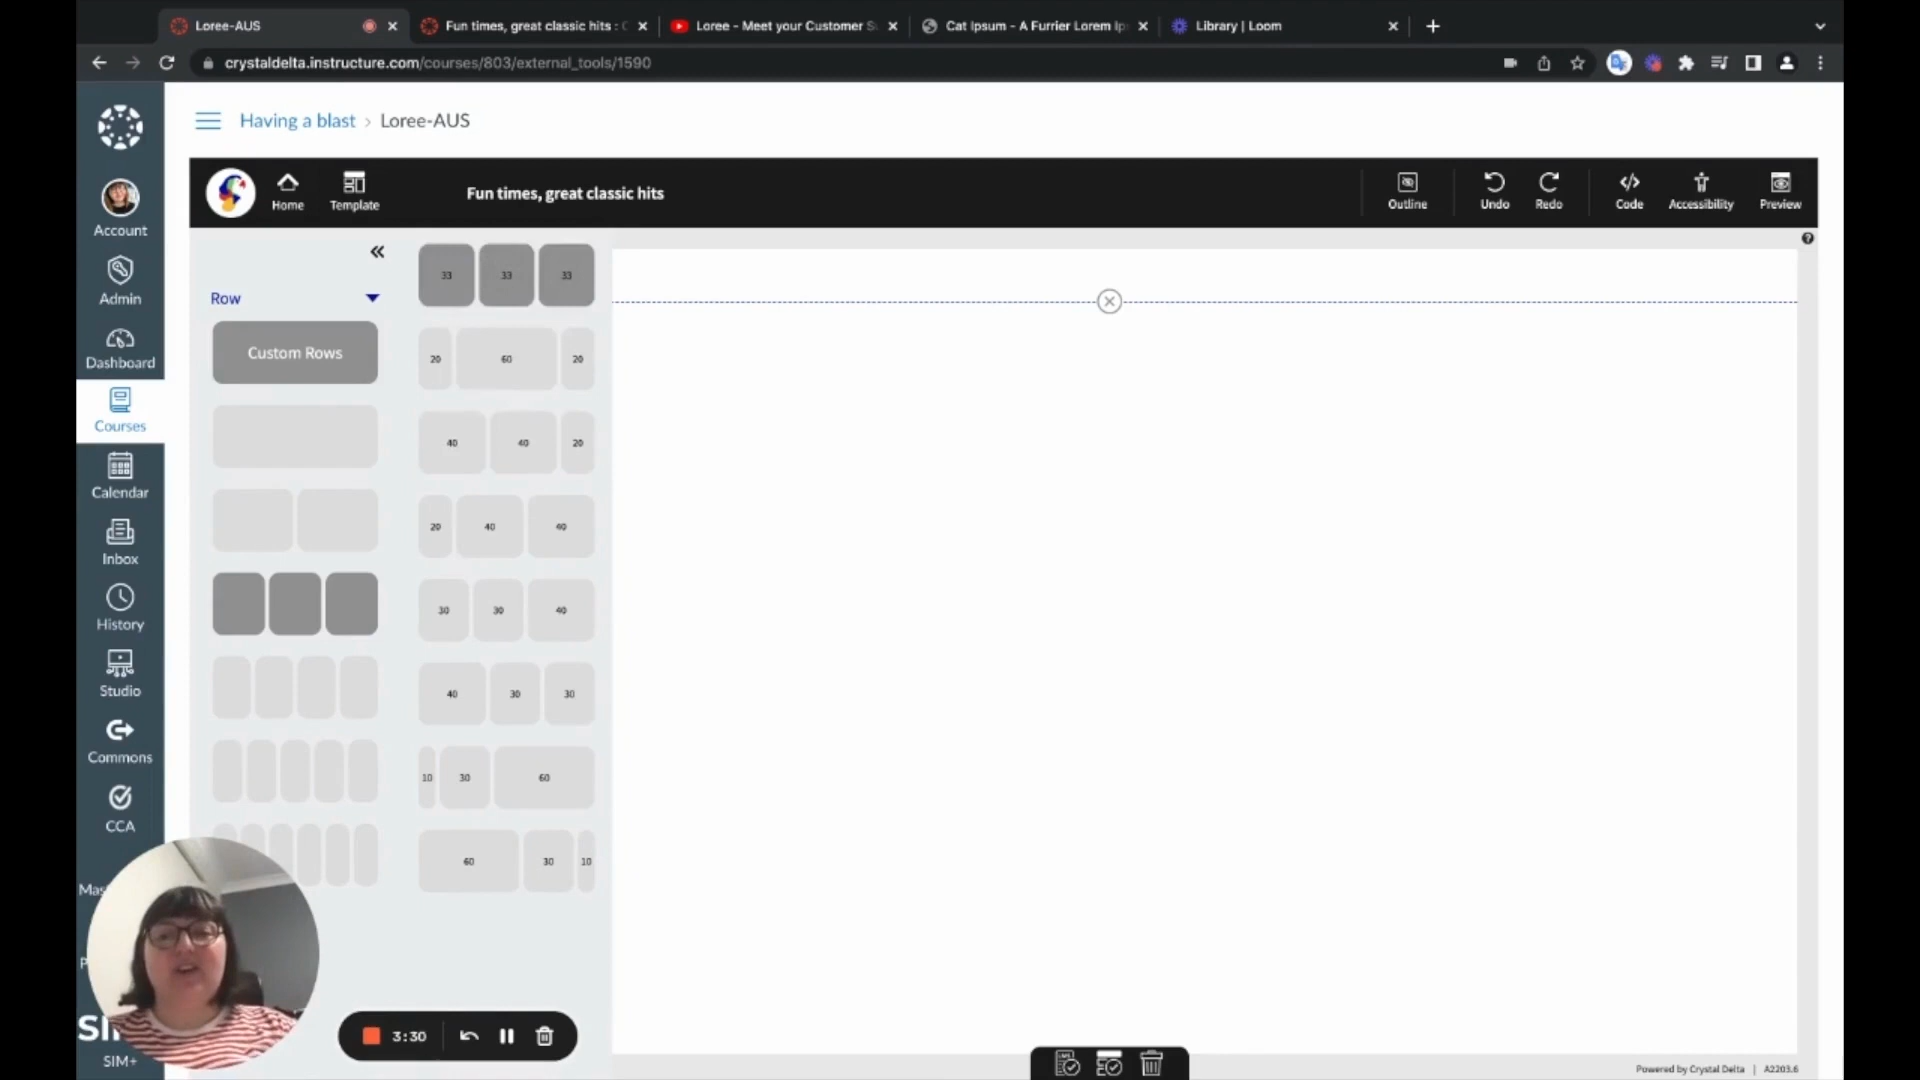 Loree-AUS
Fun times, great classic hits : C
Loree - Meet your Customer S
Cat Ipsum - A Furrier Lorem Ip
Library | Loom
crystaldelta.instructure.com/courses/803/external_tools/1590
Having a blast › Loree-AUS
Home
Template
Fun times, great classic hits
Outline
Undo
Redo
Code
Accessibility
Preview
Account
Admin
Dashboard
Courses
Calendar
Inbox
History
Studio
Commons
CCA
Mas
P
SI
SIM+
Row
Custom Rows
33 33 33
20 60 20
40 40 20
20 40 40
30 30 40
40 30 30
10 30 60
60 30 10
3:30
Powered by Crystal Delta | A2203.6